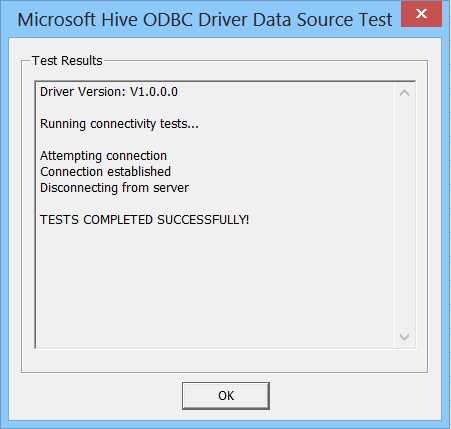 Microsoft Hive ODBC Driver Data Source Test
Test Results
Driver Version: V1.0.0.0
Running connectivity tests...
Attempting connection
Connection established
Disconnecting from server
TESTS COMPLETED SUCCESSFULLY!
OK